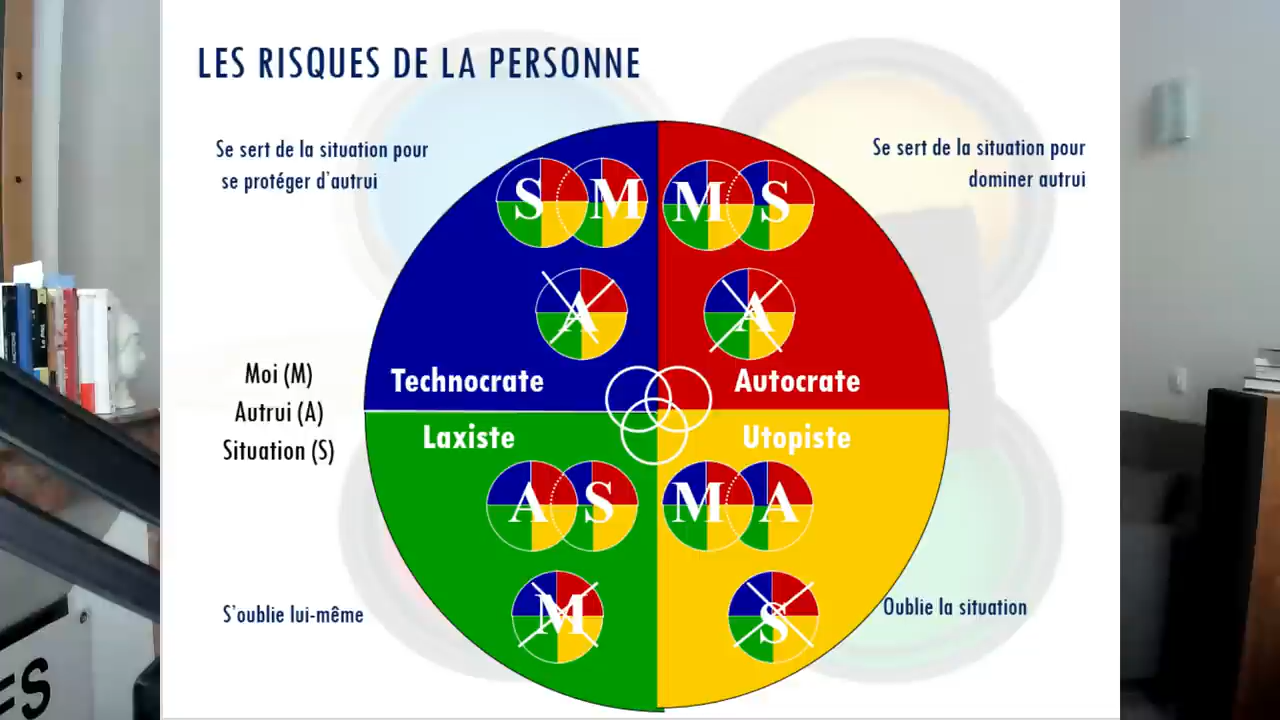 LES RISQUES DE LA PERSONNE
Se sert de la situation pour
se protéger d'autrui
Se sert de la situation pour
dominer autrui
S M
M S
A
A
Moi (M)
Autrui (A)
Situation (S)
Technocrate
Autocrate
Laxiste
Utopiste
A S
M A
M
S
S'oublie lui-même
Oublie la situation
ES